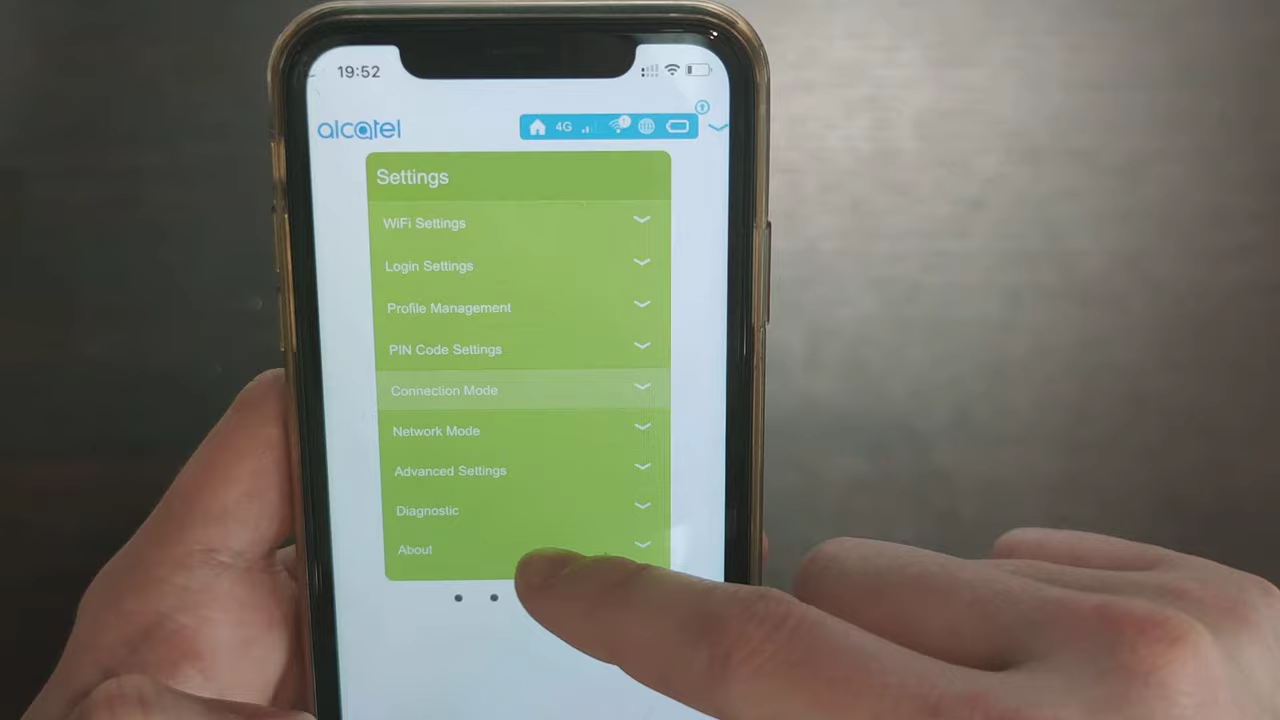 19:52
alcatel
4G
1
Settings
WiFi Settings
Login Settings
Profile Management
PIN Code Settings
Connection Mode
Network Mode
Advanced Settings
Diagnostic
About